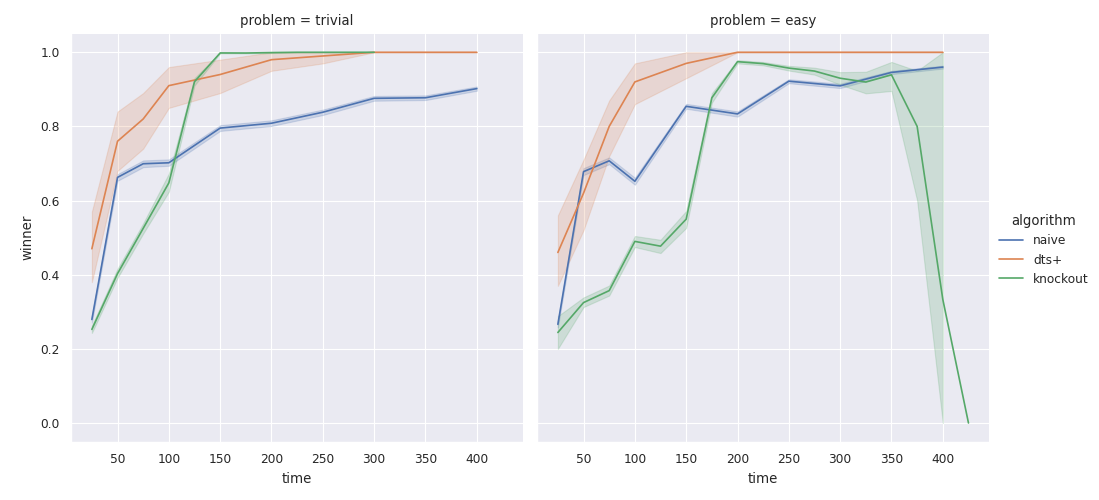 problem = trivial
problem = easy
winner
1.0
0.8
0.6
0.4
0.2
0.0
50 100 150 200 250 300 350 400
50 100 150 200 250 300 350 400
time
time
algorithm
naive
dts+
knockout